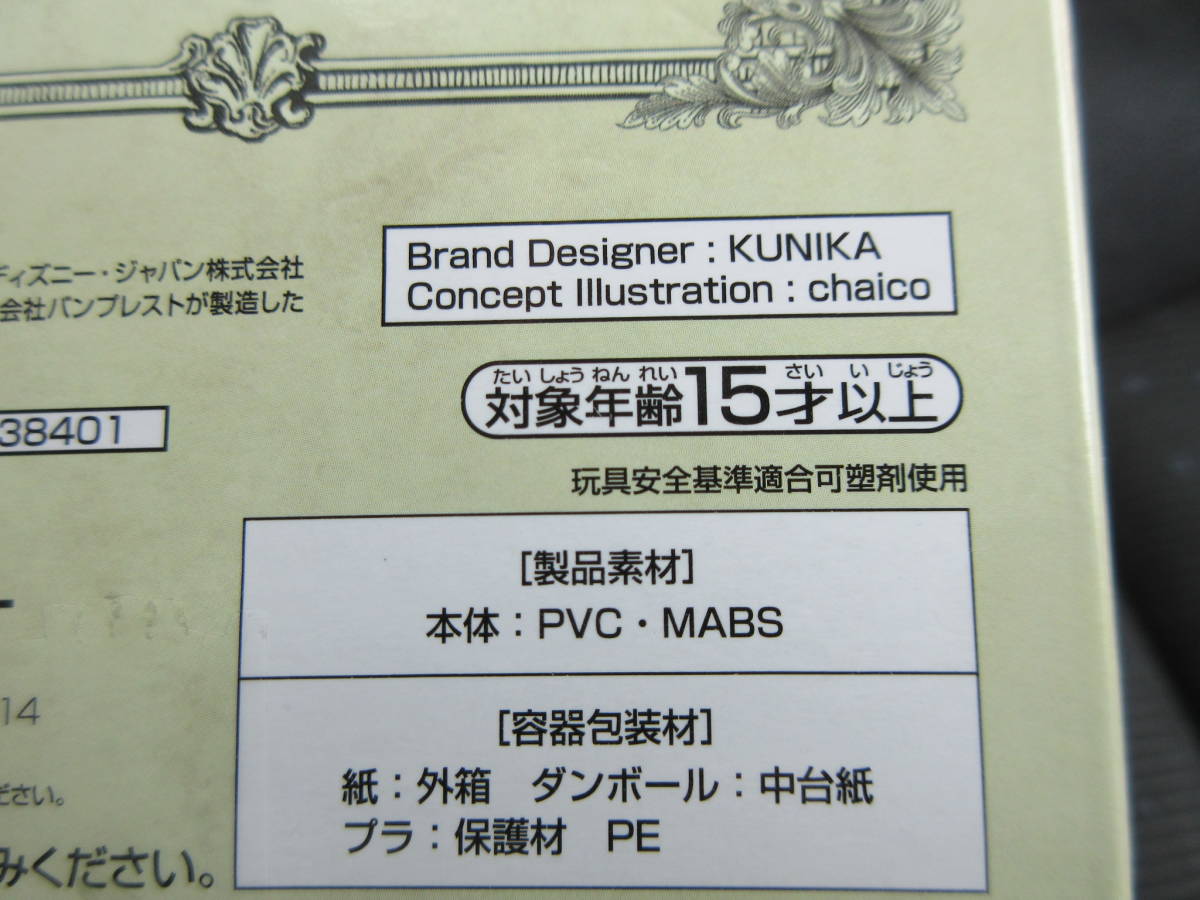 ディズニー・ジャパン株式会社
会社バンプレストが製造した
Brand Designer : KUNIKA
Concept Illustration : chaico
たいしょうねんれい さい い じょう
対象年齢15才以上
38401
玩具安全基準適合可塑剤使用
[製品素材]
本体：PVC・MABS
14
[容器包装材]
紙：外箱 ダンボール：中台紙
プラ：保護材 PE
ださい。
みください。